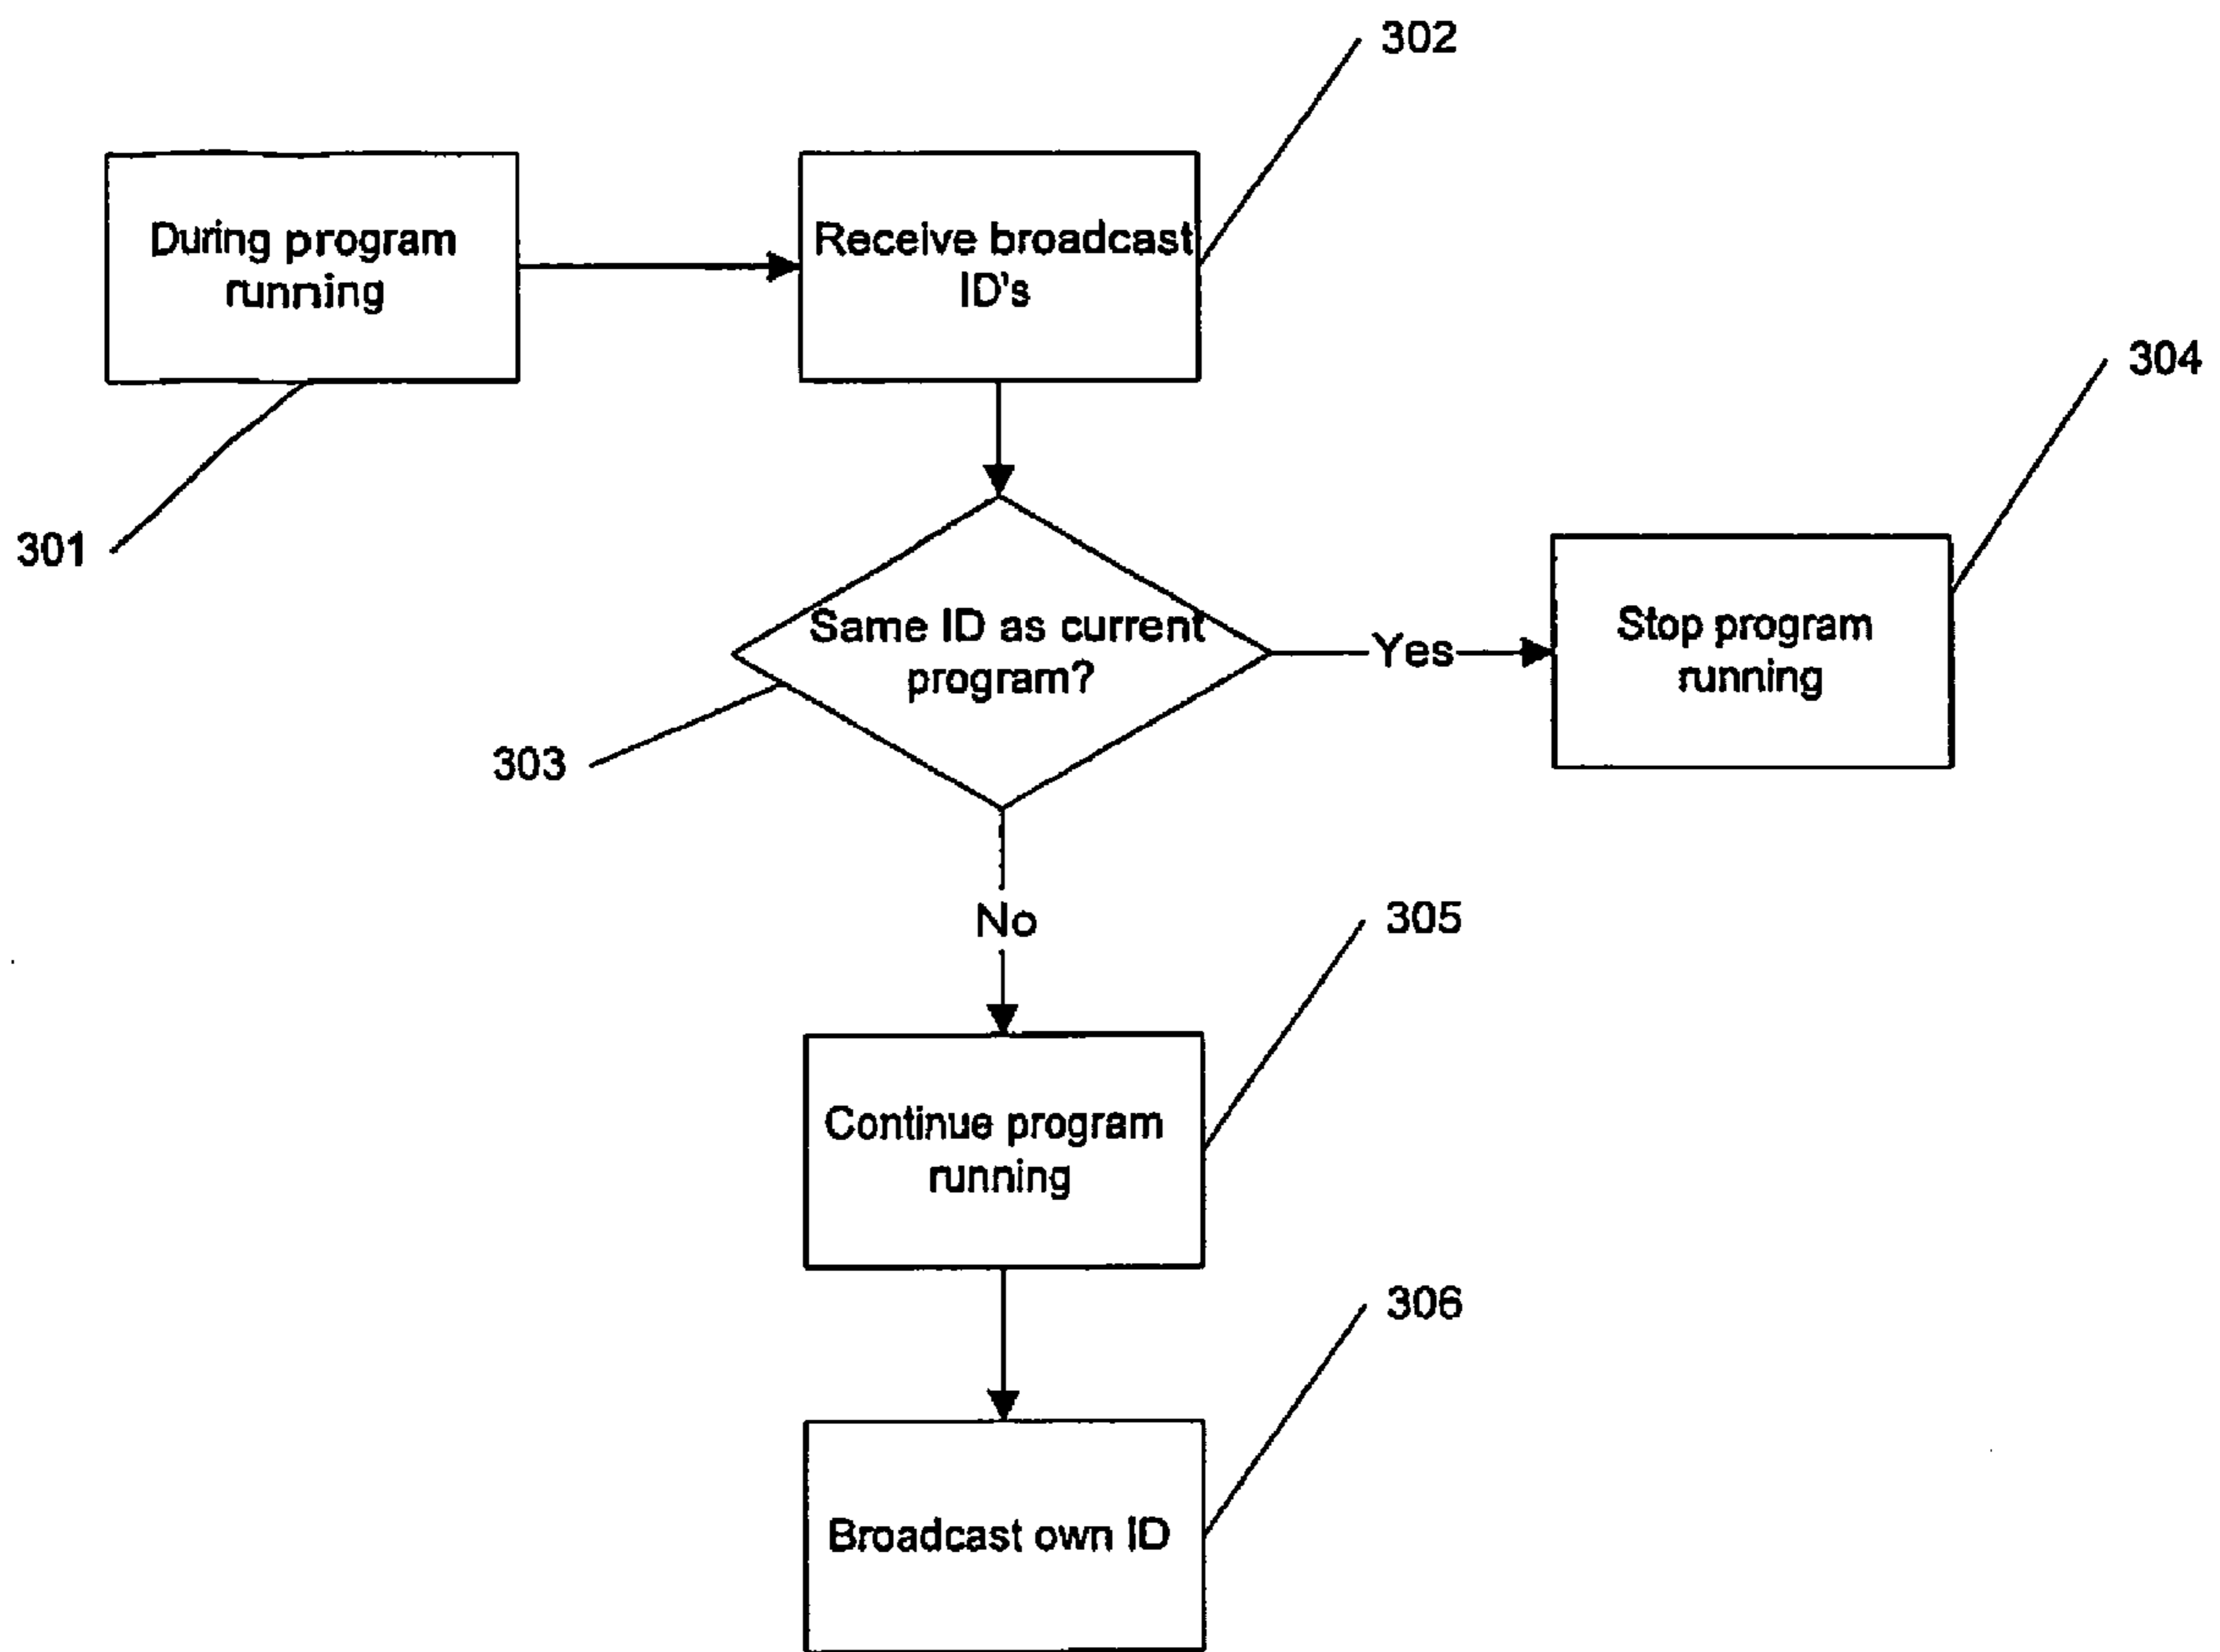 302
During program
running
Receive broadcast
ID's
304
301
Same ID as current
program?
Yes
Stop program
running
303
No
305
Continue program
running
306
Broadcast own ID